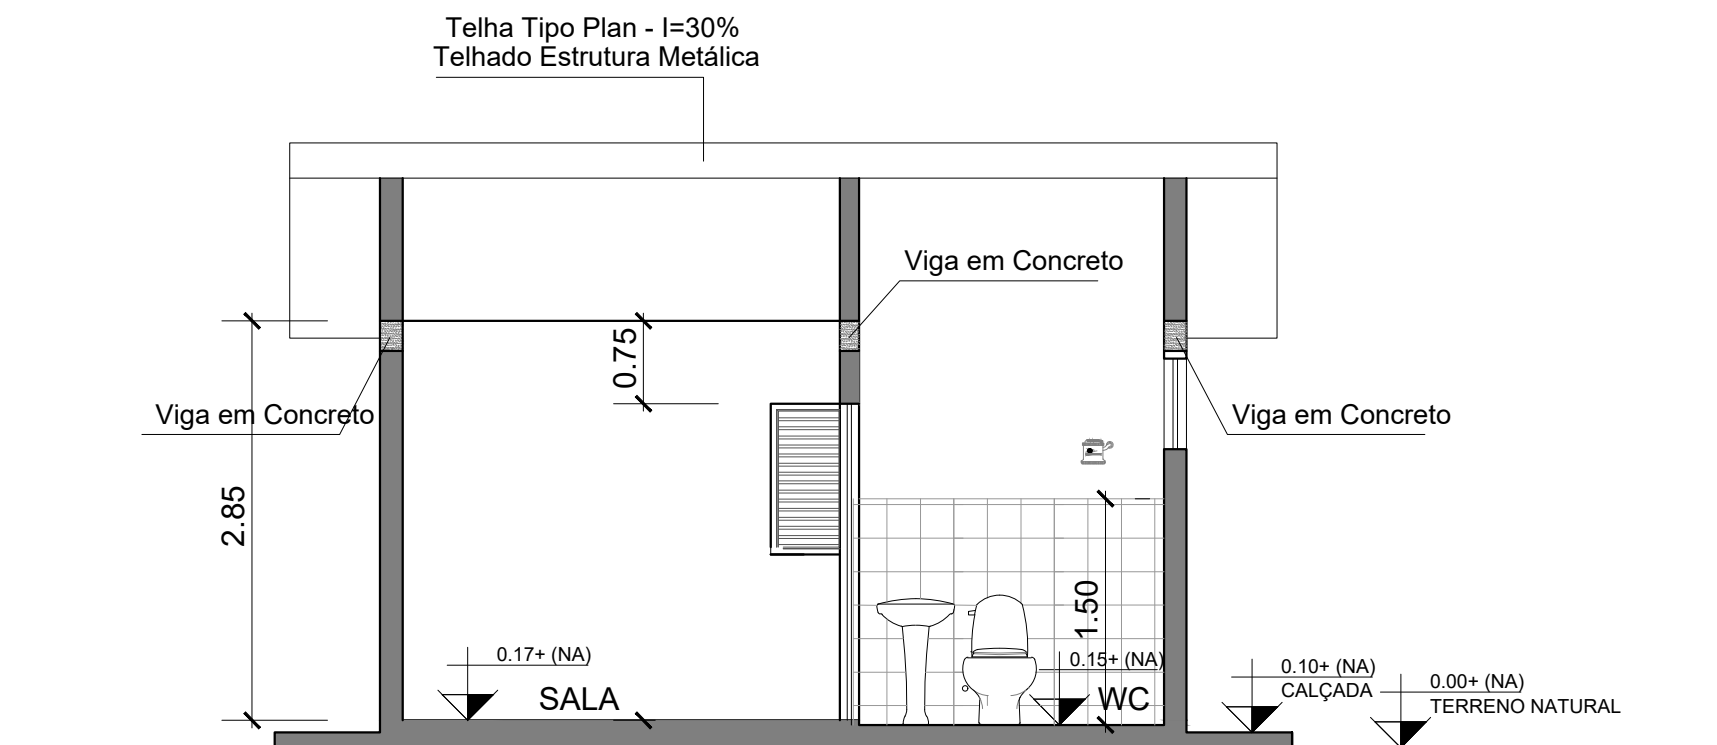 Telha Tipo Plan - I=30%
Telhado Estrutura Metálica
Viga em Concreto
0.75
Viga em Concreto
Viga em Concreto
2.85
1.50
0.17+ (NA)
0.15+ (NA)
0.10+ (NA)
CALÇADA
0.00+ (NA)
TERRENO NATURAL
SALA
WC